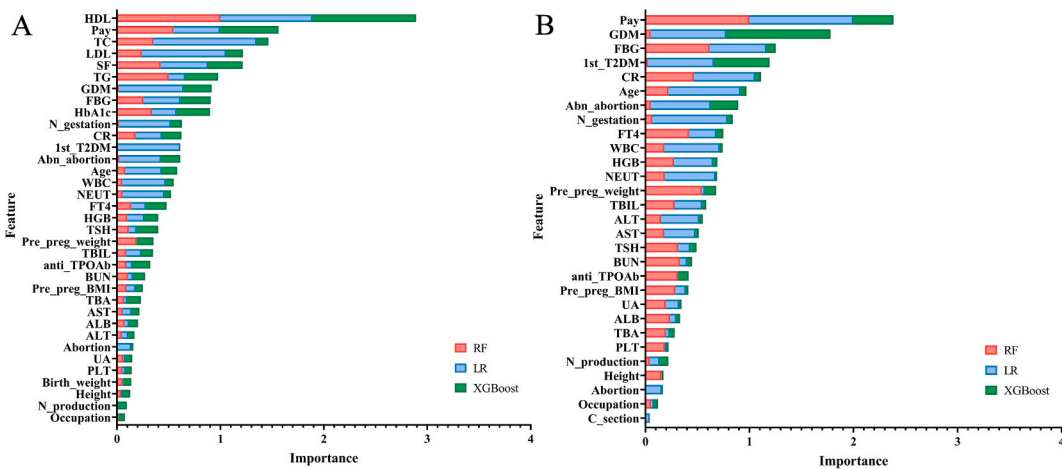 A
HDL
Pay
TC
LDL
SF
TG
GDM
FBG
HbA1c
N_gestation
CR
1st_T2DM
Abn_abortion
Age
WBC
NEUT
FT4
HGB
TSH
Pre_preg_weight
TBIL
anti_TPOAb
BUN
Pre_preg_BMI
TBA
AST
ALB
ALT
Abortion
UA
PLT
Birth_weight
Height
N_production
Occupation
Feature
RF
LR
XGBoost
0 1 2 3 4
Importance
B
Pay
GDM
FBG
1st_T2DM
CR
Age
Abn_abortion
N_gestation
FT4
WBC
HGB
NEUT
Pre_preg_weight
TBIL
ALT
AST
TSH
BUN
anti_TPOAb
Pre_preg_BMI
UA
ALB
TBA
PLT
N_production
Height
Abortion
Occupation
C_section
Feature
RF
LR
XGBoost
0 1 2 3 4
Importance